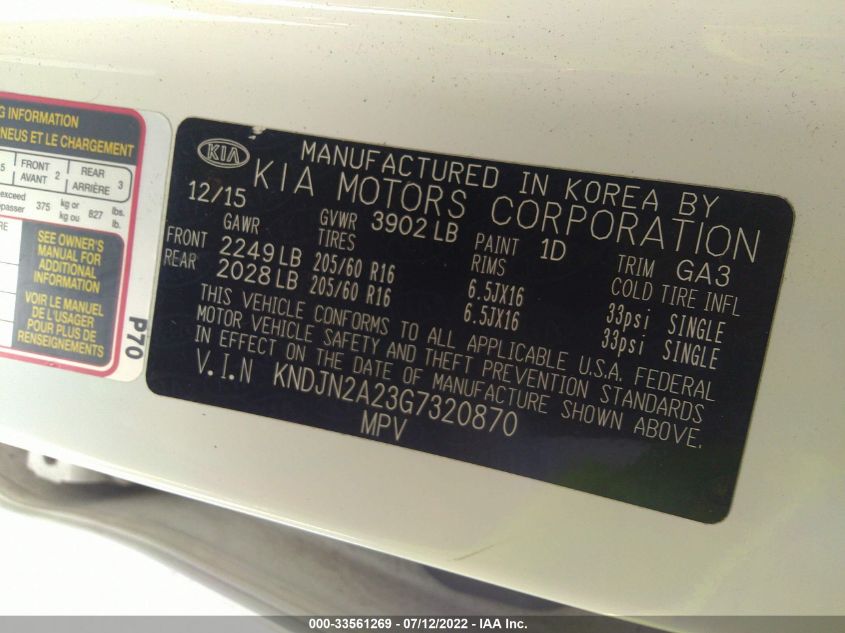 G INFORMATION
NEUS ET LE CHARGEMENT
5 FRONT AVANT 2 REAR ARRIÈRE 3
exceed 375 kg or 827 lbs.
passer kg ou lb.
RE
SEE OWNER'S
MANUAL FOR
ADDITIONAL
INFORMATION
VOIR LE MANUEL
DE L'USAGER
POUR PLUS DE
RENSEIGNEMENTS
P70
KIA
MANUFACTURED IN KOREA BY
KIA MOTORS CORPORATION
12/15
GAWR GVWR 3902 LB PAINT 1D TRIM GA3
TIRES RIMS COLD TIRE INFL
FRONT 2249 LB 205/60 R16 6.5JX16 33psi SINGLE
REAR 2028 LB 205/60 R16 6.5JX16 33psi SINGLE
THIS VEHICLE CONFORMS TO ALL APPLICABLE U.S.A. FEDERAL
MOTOR VEHICLE SAFETY AND THEFT PREVENTION STANDARDS
IN EFFECT ON THE DATE OF MANUFACTURE SHOWN ABOVE.
V.I.N KNDJN2A23G7320870
MPV
000-33561269 - 07/12/2022 - IAA Inc.